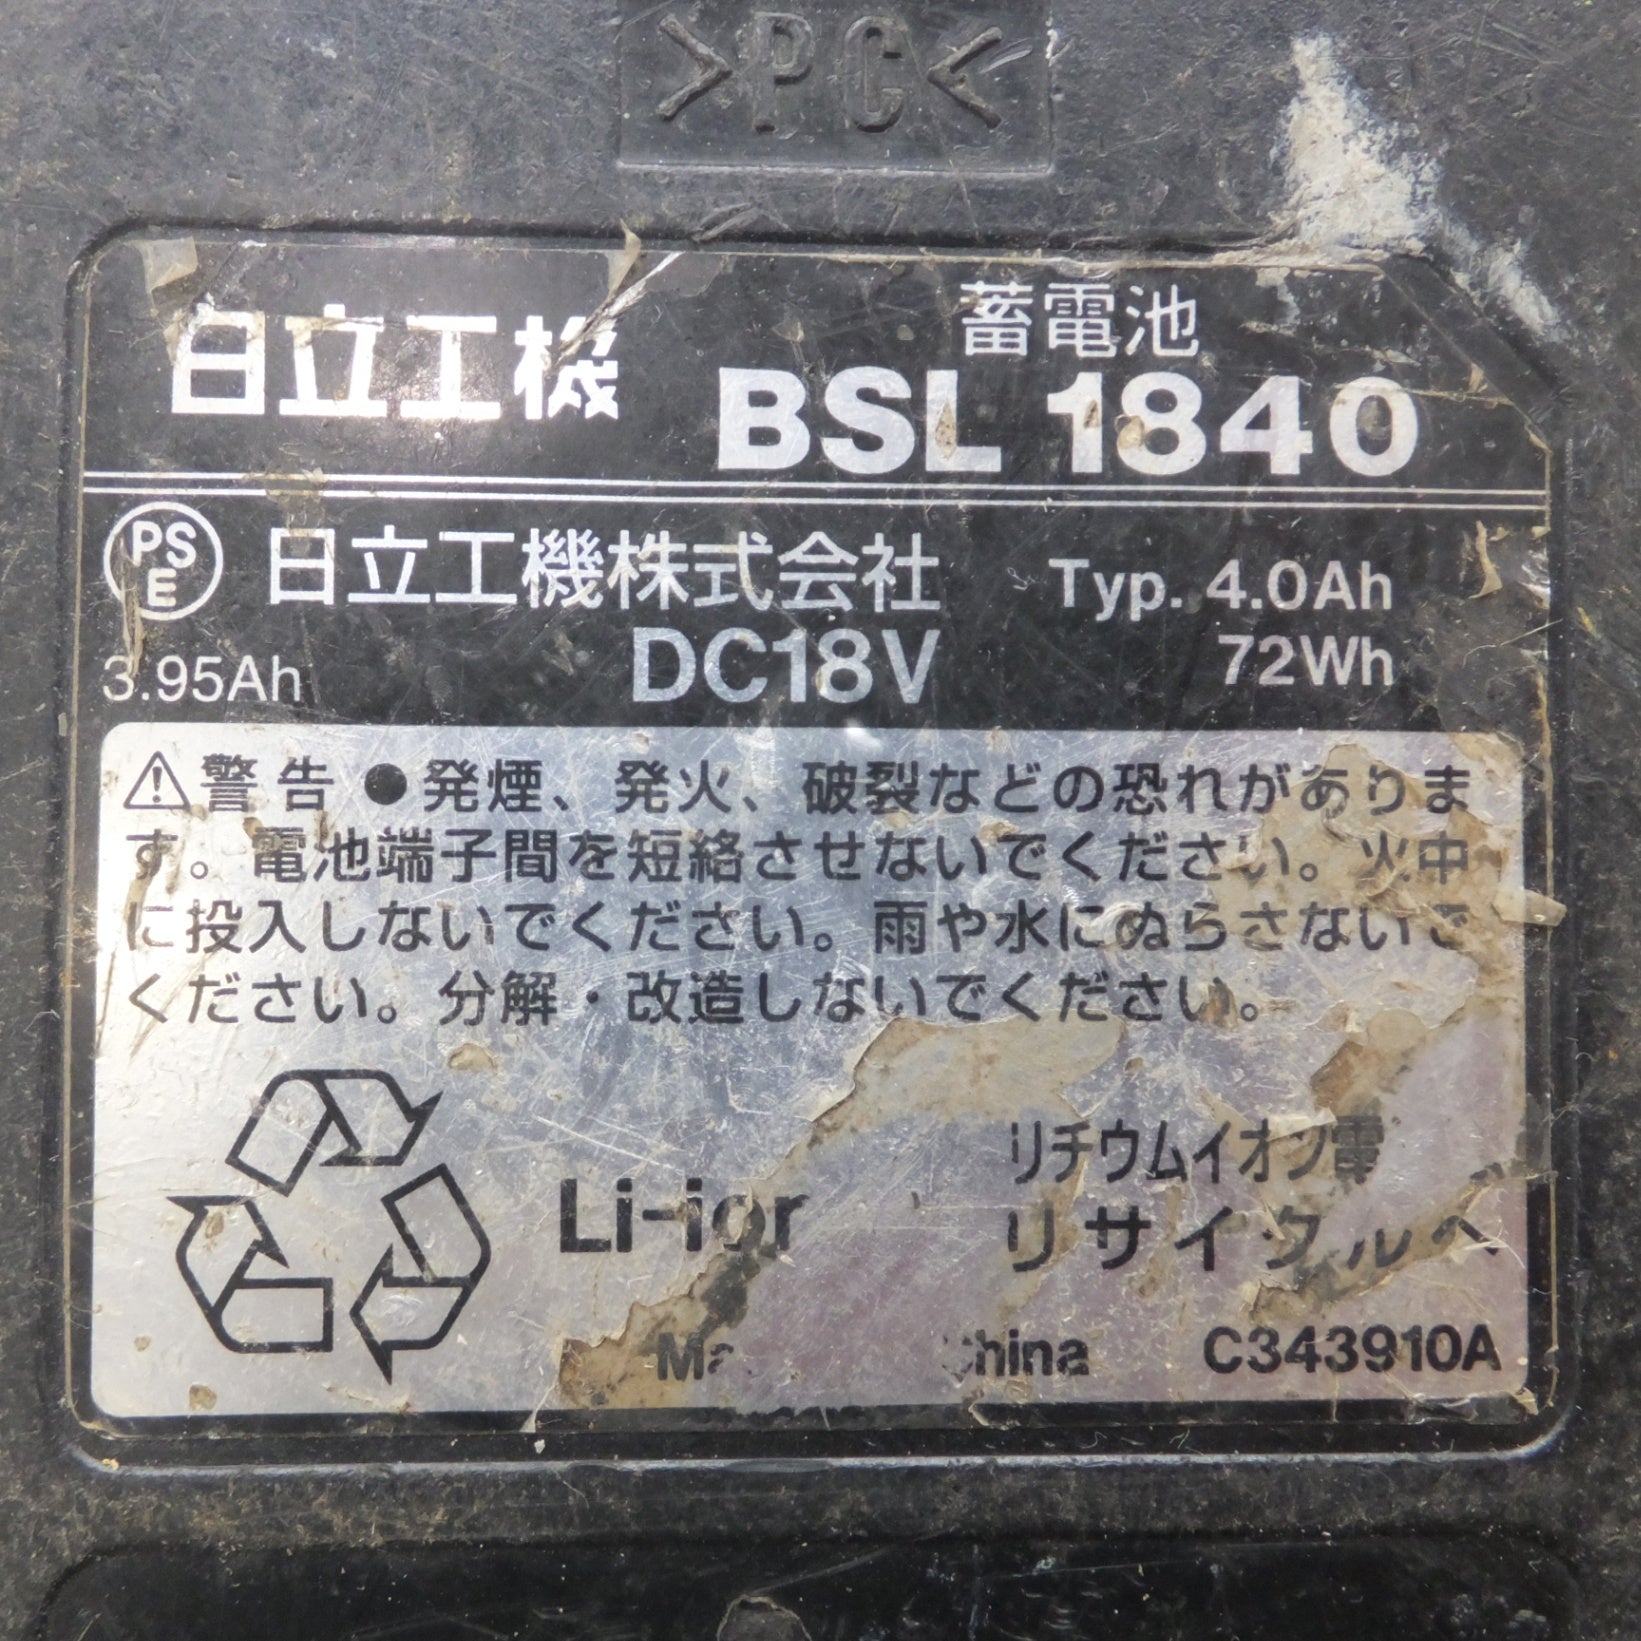 >PC<
日立工機
蓄電池
BSL 1840
PSE
日立工機株式会社
Typ. 4.0Ah
3.95Ah
DC18V
72Wh
警告 ●発煙、発火、破裂などの恐れがありま
す。電池端子間を短絡させないでください。火中
に投入しないでください。雨や水にぬらさないで
ください。分解・改造しないでください。
リチウムイオン電
Li-ion
リサイクルへ
China
C343910A